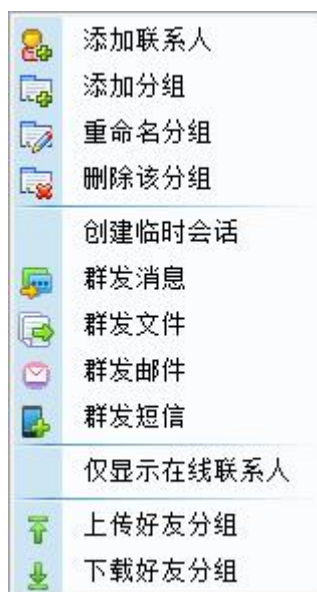 添加联系人
添加分组
重命名分组
删除该分组
创建临时会话
群发消息
群发文件
群发邮件
群发短信
仅显示在线联系人
上传好友分组
下载好友分组